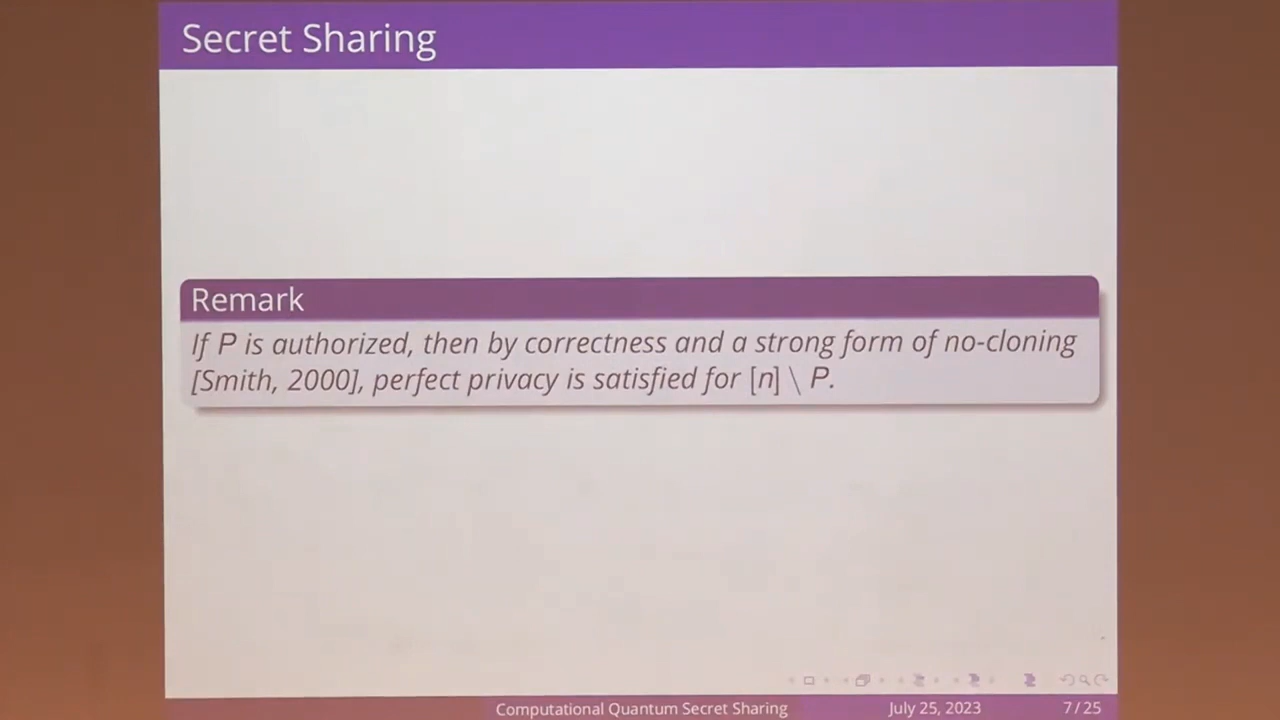 Secret Sharing
Remark
If P is authorized, then by correctness and a strong form of no-cloning
[Smith, 2000], perfect privacy is satisfied for [n] \ P.
Computational Quantum Secret Sharing July 25, 2023 7 / 25